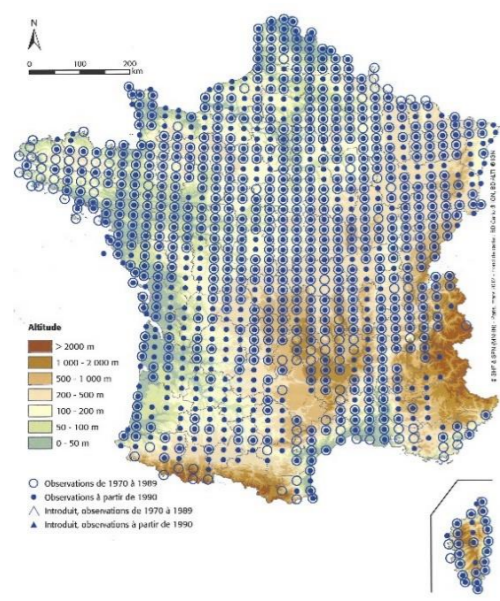 N
0 100 200
km
Altitude
> 2000 m
1 000 - 2 000 m
500 - 1 000 m
200 - 500 m
100 - 200 m
50 - 100 m
0 - 50 m
Observations de 1970 à 1989
Observations à partir de 1990
Introduit, observations de 1970 à 1989
Introduit, observations à partir de 1990